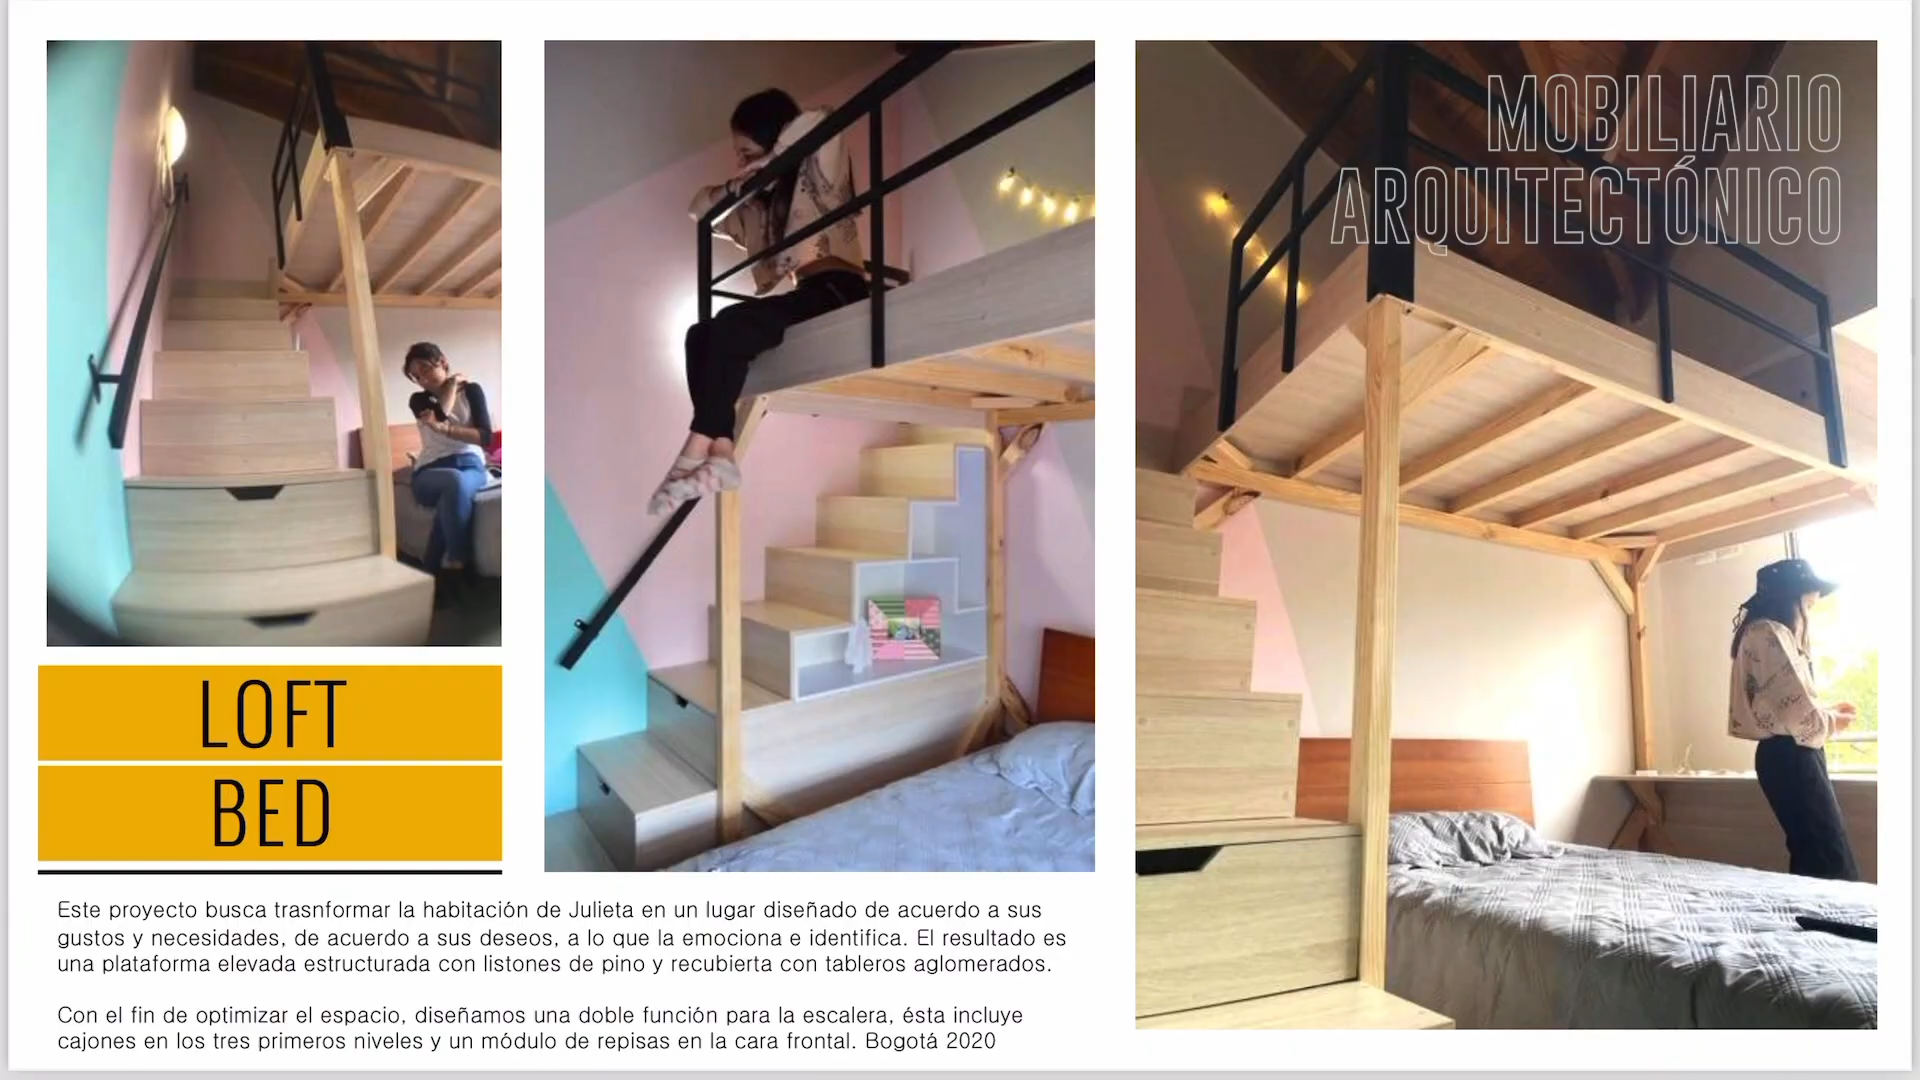 MOBILIARIO
ARQUITECTÓNICO
LOFT
BED
Este proyecto busca trasnformar la habitación de Julieta en un lugar diseñado de acuerdo a sus
gustos y necesidades, de acuerdo a sus deseos, a lo que la emociona e identifica. El resultado es
una plataforma elevada estructurada con listones de pino y recubierta con tableros aglomerados.
Con el fin de optimizar el espacio, diseñamos una doble función para la escalera, ésta incluye
cajones en los tres primeros niveles y un módulo de repisas en la cara frontal. Bogotá 2020